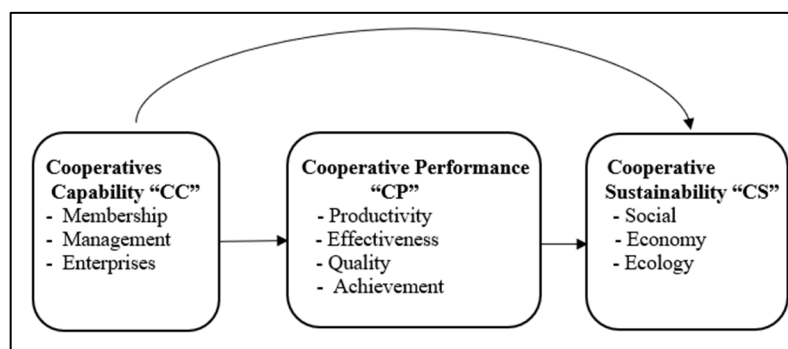 Cooperatives
Capability “CC”
- Membership
- Management
- Enterprises
Cooperative Performance
“CP”
- Productivity
- Effectiveness
- Quality
- Achievement
Cooperative
Sustainability “CS”
- Social
- Economy
- Ecology